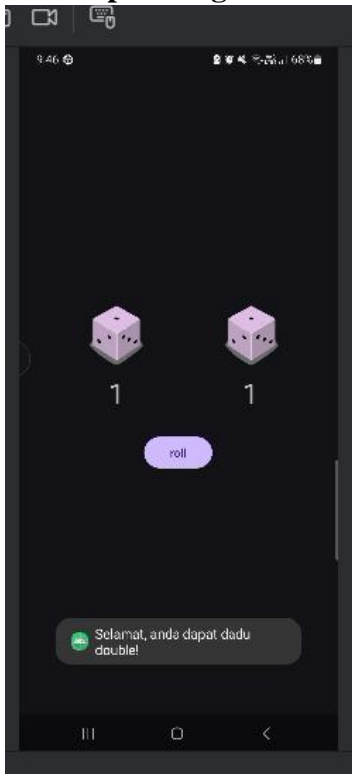 9:46
68%
1 1
roll
Selamat, anda dapat dadu
double!